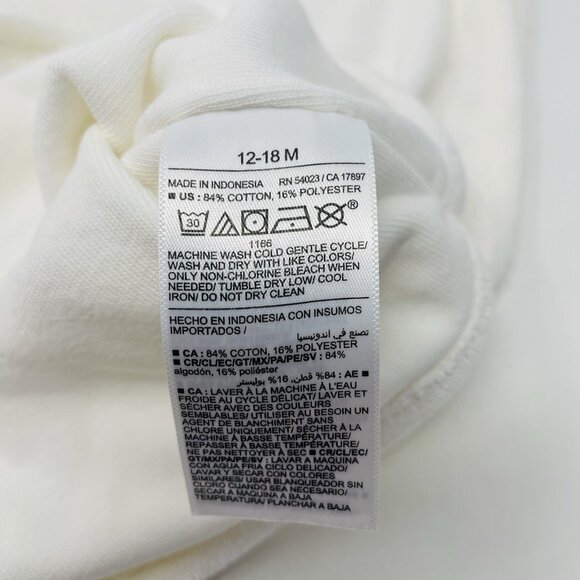 12-18 M
MADE IN INDONESIA RN 54023 / CA 17897
■ US : 84% COTTON, 16% POLYESTER
30 ®
1166
MACHINE WASH COLD GENTLE CYCLE/
WASH AND DRY WITH LIKE COLORS/
ONLY NON-CHLORINE BLEACH WHEN
NEEDED/ TUMBLE DRY LOW/ COOL
IRON/ DO NOT DRY CLEAN
HECHO EN INDONESIA CON INSUMOS
IMPORTADOS /
تصنع في اندونيسيا
■ CA : 84% COTTON, 16% POLYESTER
■ CR/CL/EC/GT/MX/PA/PE/SV : 84%
algodón, 16% poliéster
■ AE : 84% قطن, 16% بوليستر
■ CA : LAVER À LA MACHINE À L'EAU
FROIDE AU CYCLE DÉLICAT/ LAVER ET
SÉCHER AVEC DES COULEURS
SEMBLABLES/ UTILISER AU BESOIN UN
AGENT DE BLANCHIMENT SANS
CHLORE UNIQUEMENT/ SÉCHER À LA
MACHINE À BASSE TEMPÉRATURE/
REPASSER À BASSE TEMPÉRATURE/
NE PAS NETTOYER À SEC ■ CR/CL/EC/
GT/MX/PA/PE/SV : LAVAR A MAQUINA
CON AGUA FRIA CICLO DELICADO/
LAVAR Y SECAR CON COLORES
SIMILARES/ USAR BLANQUEADOR SIN
CLORO CUANDO SEA NECESARIO/
SECAR A MAQUINA A BAJA
TEMPERATURA/ PLANCHAR A BAJA